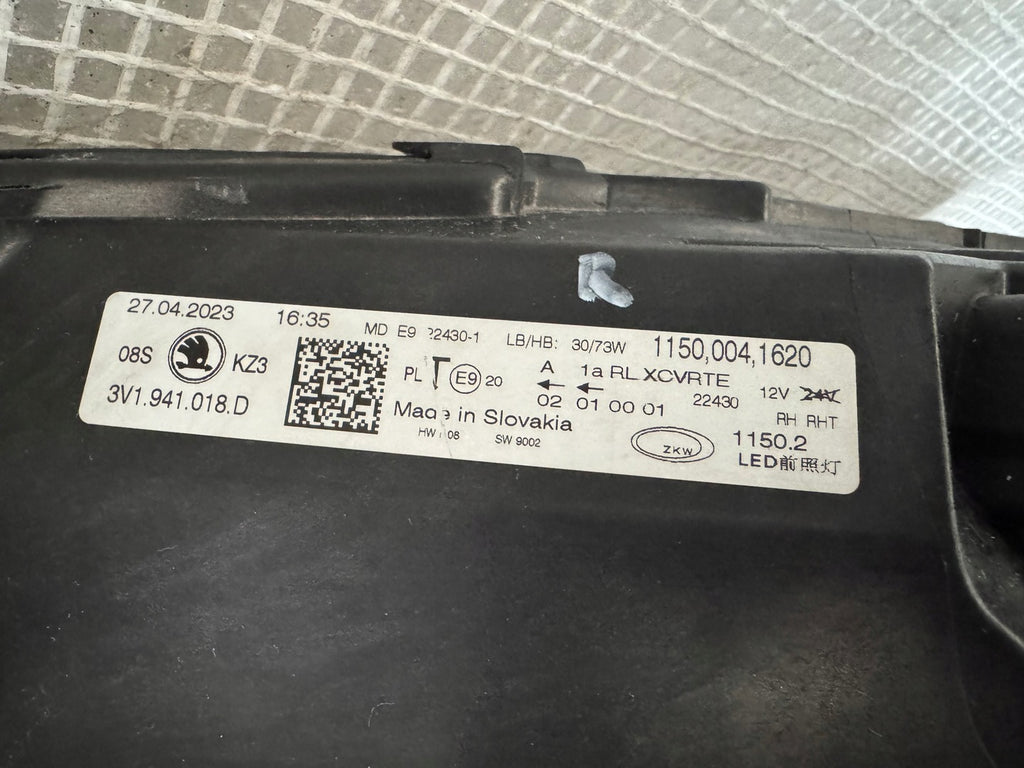 27.04.2023 16:35
08S KZ3
3V1.941.018.D
MD E9 22430-1 LB/HB: 30/73W 1150,004,1620
PL E9 20 A 1a RL XCVRTE 12V 24V
02 01 00 01 22430 RH RHT
Made in Slovakia 1150.2
HW 08 SW 9002 ZKW LED前照灯